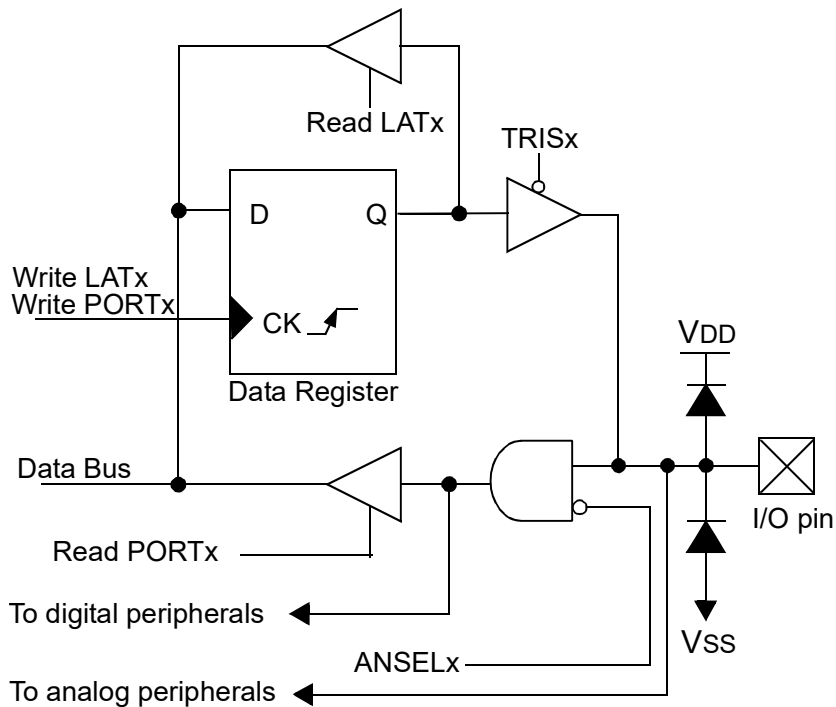 Read LATx
TRISx
D
Q
Write LATx
Write PORTx
CK
VDD
Data Register
Data Bus
I/O pin
Read PORTx
To digital peripherals
VSS
ANSELx
To analog peripherals